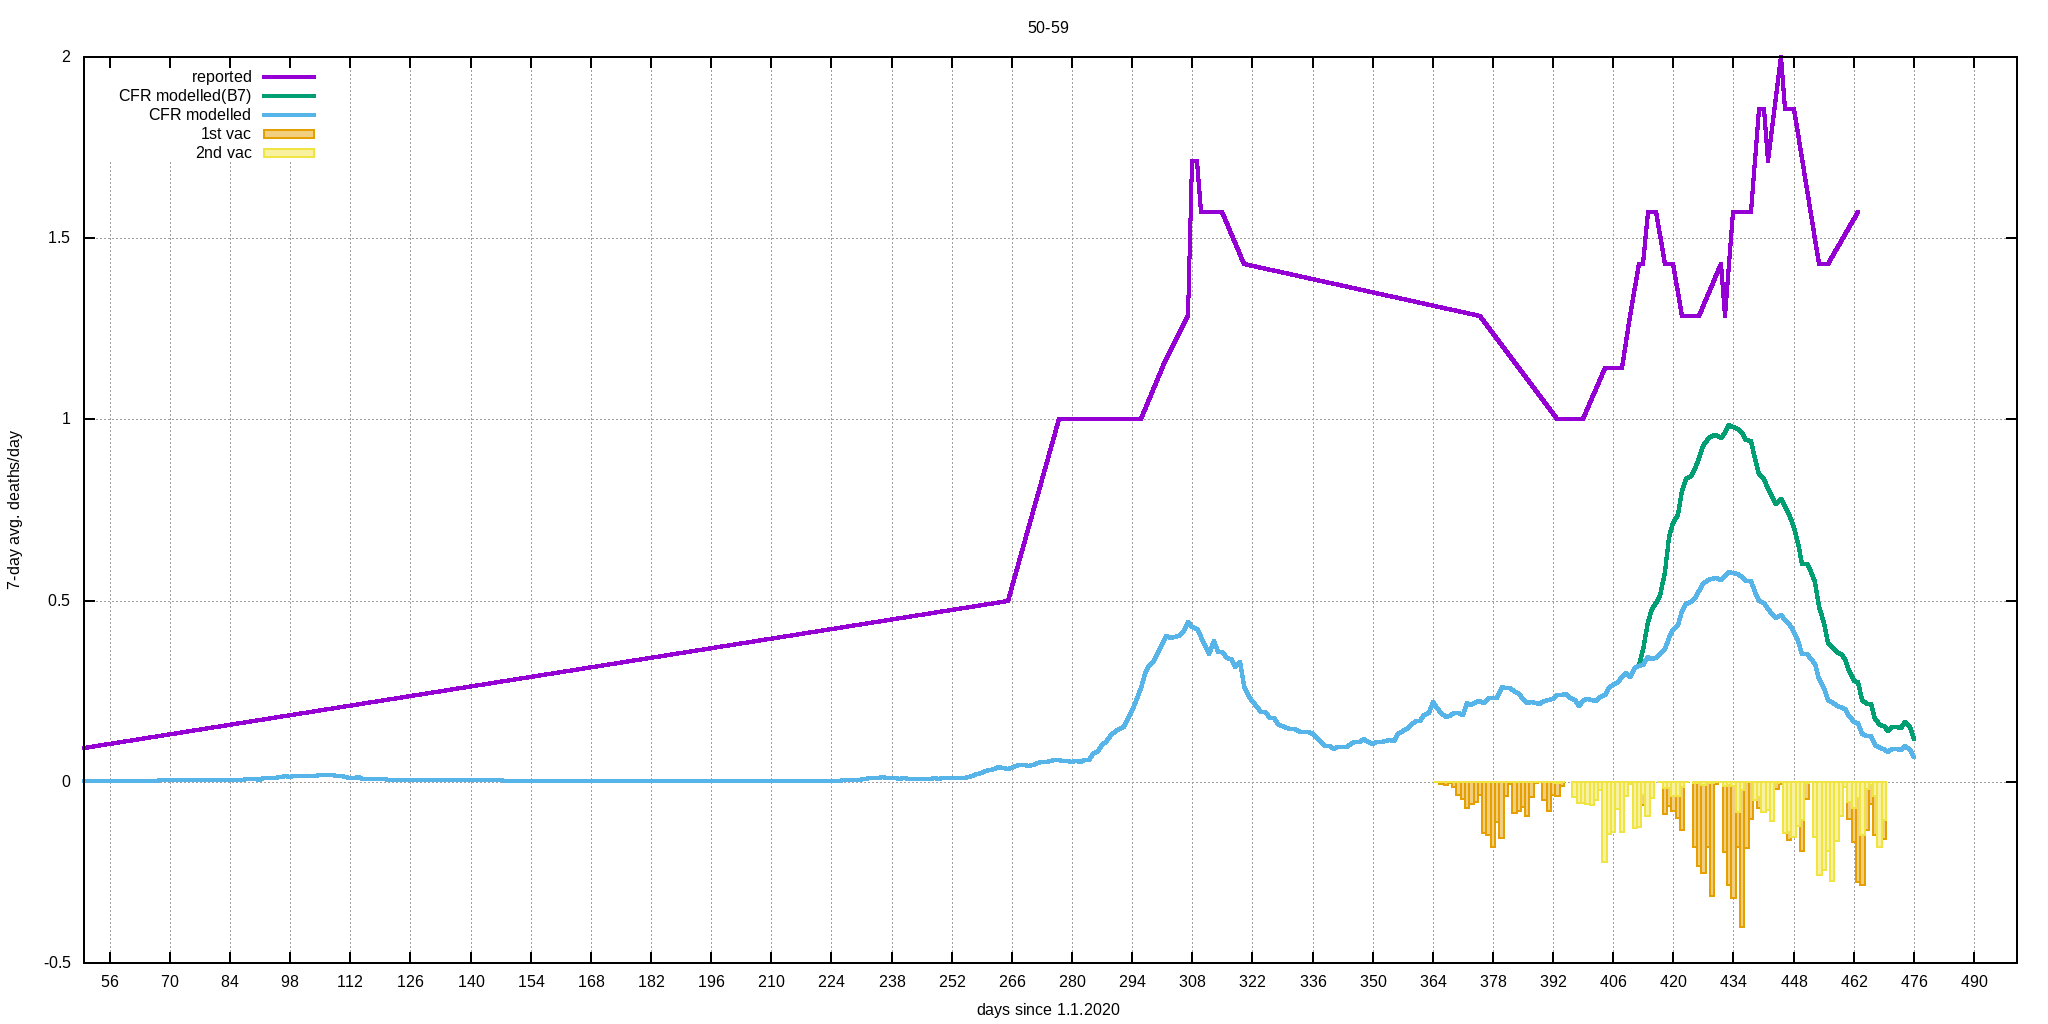 50-59
reported
CFR modelled(B7)
CFR modelled
1st vac
2nd vac
2
1.5
1
0.5
0
-0.5
7-day avg. deaths/day
56 70 84 98 112 126 140 154 168 182 196 210 224 238 252 266 280 294 308 322 336 350 364 378 392 406 420 434 448 462 476 490
days since 1.1.2020